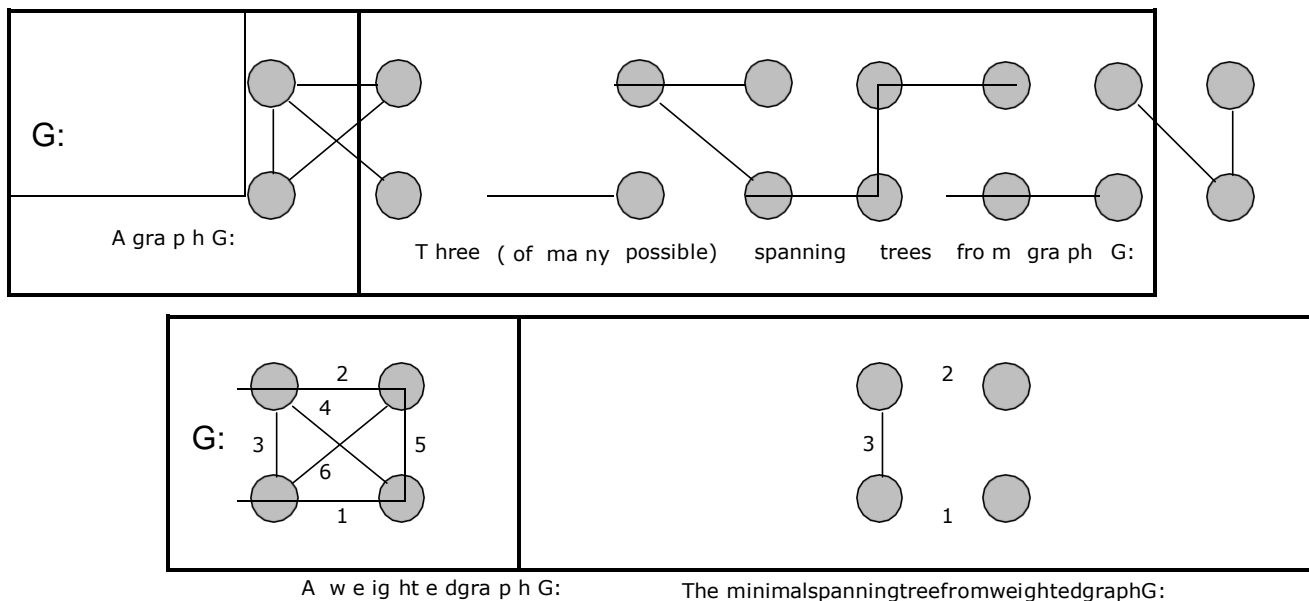 G:
A gra p h G:
T hree ( of ma ny possible) spanning trees fro m gra ph G:
2
4
G: 3 5
6
1
2
3
1
A w e ig ht e dgra p h G:
The minimalspanningtreefromweightedgraphG: